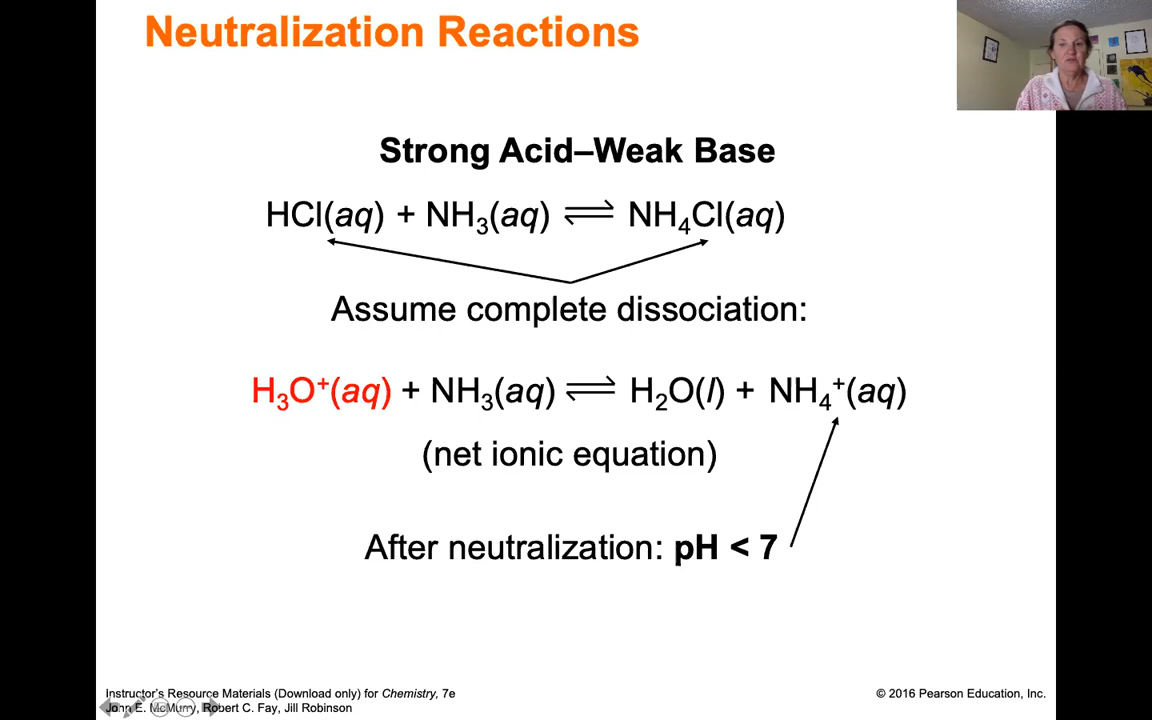 Neutralization Reactions
Strong Acid–Weak Base
HCl(aq) + NH₃(aq) ⇌ NH₄Cl(aq)
Assume complete dissociation:
H₃O⁺(aq) + NH₃(aq) ⇌ H₂O(l) + NH₄⁺(aq)
(net ionic equation)
After neutralization: pH < 7
Instructor's Resource Materials (Download only) for Chemistry, 7e
John E. McMurry, Robert C. Fay, Jill Robinson
© 2016 Pearson Education, Inc.